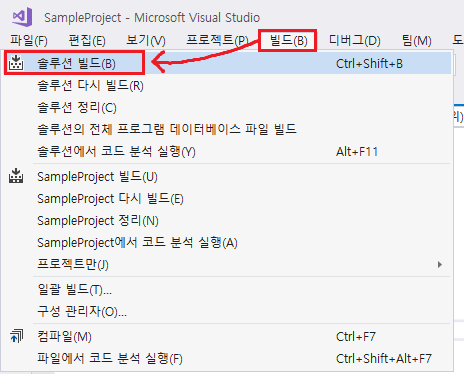 SampleProject - Microsoft Visual Studio
파일(F) 편집(E) 보기(V) 프로젝트(P) 빌드(B) 디버그(D) 팀(M)
솔루션 빌드(B) Ctrl+Shift+B
솔루션 다시 빌드(R)
솔루션 정리(C)
솔루션의 전체 프로그램 데이터베이스 파일 빌드
솔루션에서 코드 분석 실행(Y) Alt+F11
SampleProject 빌드(U)
SampleProject 다시 빌드(E)
SampleProject 정리(N)
SampleProject에서 코드 분석 실행(A)
프로젝트만(J)
일괄 빌드(T)...
구성 관리자(O)...
컴파일(M) Ctrl+F7
파일에서 코드 분석 실행(F) Ctrl+Shift+Alt+F7